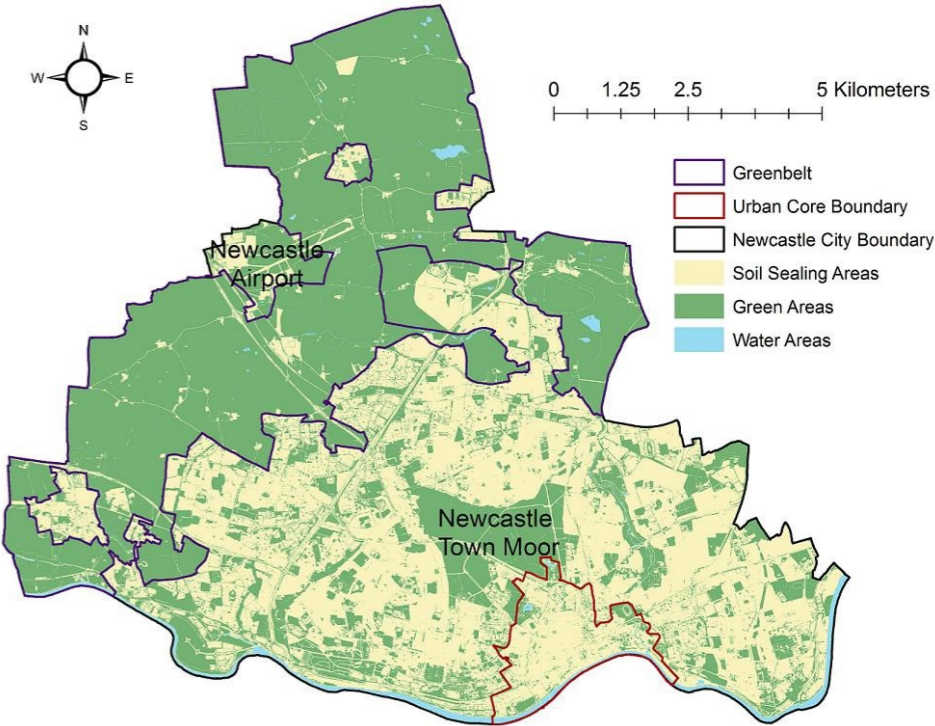 N
W
E
S
0 1.25 2.5 5 Kilometers
Greenbelt
Urban Core Boundary
Newcastle City Boundary
Soil Sealing Areas
Green Areas
Water Areas
Newcastle
Airport
Newcastle
Town Moor